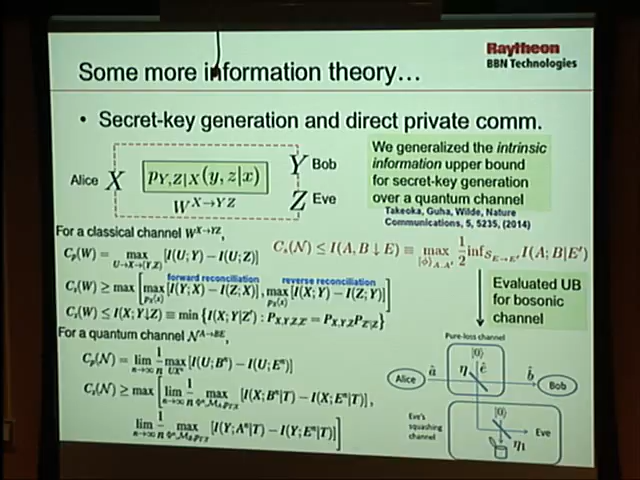 Raytheon
BBN Technologies
Some more information theory…
• Secret-key generation and direct private comm.
Alice X p_{Y,Z|X}(y,z|x) Y Bob
W^{X→YZ} Z Eve
We generalized the intrinsic
information upper bound
for secret-key generation
over a quantum channel
Takeoka, Guha, Wilde, Nature
Communications, 5, 5235, (2014)
For a classical channel W^{X→YZ},
C_p(W) = max_{U→X→(Y,Z)} [I(U;Y) − I(U;Z)]
C_s(N) ≤ I(A,B↓E) ≡ max_{|ϕ⟩_{A,A'}} 1/2 inf_{S_{E→E'}} I(A;B|E')
forward reconciliation reverse reconciliation
C_s(W) ≥ max [ max_{p_X(x)} [I(Y;X) − I(Z;X)], max_{p_X(x)} [I(X;Y) − I(Z;Y)] ]
C_s(W) ≤ I(X;Y↓Z) ≡ min {I(X;Y|Z') : P_{X,Y,Z,Z'} = P_{X,Y,Z}P_{Z'|Z}}
Evaluated UB
for bosonic
channel
For a quantum channel N^{A→BE},
C_p(N) = lim_{n→∞} 1/n max_{UX^n} [I(U;B^n) − I(U;E^n)]
C_s(N) ≥ max [ lim_{n→∞} 1/n max [I(X;B^n|T) − I(X;E^n|T)],
lim_{n→∞} 1/n max [I(Y;A^n|T) − I(Y;E^n|T)] ]
Pure-loss channel
|0⟩
Alice â η ê b̂ Bob
Eve's
squashing
channel
|0⟩
Eve
η₁